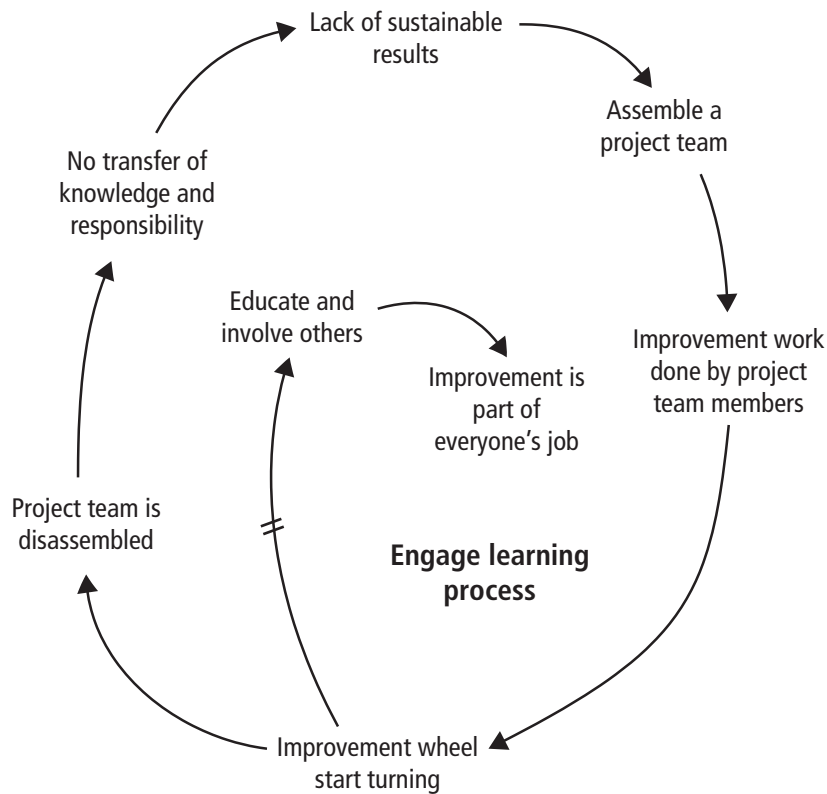 Lack of sustainable
results
Assemble a
project team
Improvement work
done by project
team members
Improvement wheel
start turning
Project team is
disassembled
No transfer of
knowledge and
responsibility
Educate and
involve others
Improvement is
part of
everyone’s job
Engage learning
process